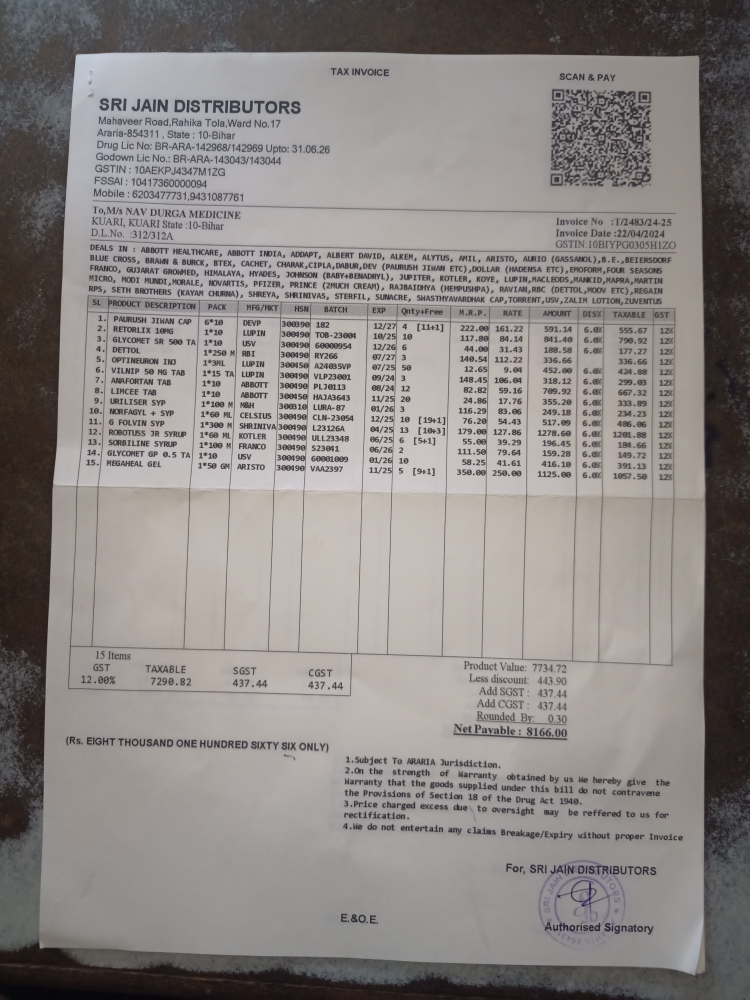 TAX INVOICE
SCAN & PAY
SRI JAIN DISTRIBUTORS
Mahaveer Road,Rahika Tola,Ward No.17
Araria-854311 , State : 10-Bihar
Drug Lic No: BR-ARA-142968/142969 Upto: 31.06.26
Godown Lic No.: BR-ARA-143043/143044
GSTIN : 10AEKPJ4347M1ZG
FSSAI : 10417360000094
Mobile : 6203477731,9431087761
To,M/s NAV DURGA MEDICINE
KUARI, KUARI State :10-Bihar
D.L.No. :312/312A
Invoice No :T/2483/24-25
Invoice Date :22/04/2024
GSTIN:10BIYPG0305H1ZO
DEALS IN : ABBOTT HEALTHCARE, ABBOTT INDIA, ADDAPT, ALBERT DAVID, ALKEM, ALYTUS, AMIL, ARISTO, AURIO (GASSANOL),B.E.,BEIERSDORF
BLUE CROSS, BRAWN & BURCK, BTEX, CACHET, CHARAK,CIPLA,DABUR,DEV (PAURUSH JIWAN ETC),DOLLAR (HADENSA ETC),EMOFORM,FOUR SEASONS
FRANCO, GUJARAT GROWMED, HIMALAYA, HYADES, JOHNSON (BABY+BENADRYL), JUPITER, KOTLER, KOYE, LUPIN,MACLEODS,MANKID,MAPRA,MARTIN
MICRO, MODI MUNDI,MORALE, NOVARTIS, PFIZER, PRINCE (2MUCH CREAM), RAJBAIDHYA (HEMPUSHPA), RAVIAN,RBC (DETTOL,MOOV ETC),REGAIN
RPS, SETH BROTHERS (KAYAM CHURNA), SHREYA, SHRINIVAS, STERFIL, SUNACRE, SWASTHYAVARDHAK CAP,TORRENT,USV,ZALIM LOTION,ZUVENTUS
SL PRODUCT DESCRIPTION PACK MFG/MKT HSN BATCH EXP Qnty+Free M.R.P. RATE AMOUNT DIS% TAXABLE GST
1. PAURUSH JIWAN CAP 6*10 DEVP 300390 182 12/27 4 [11+1] 222.00 161.22 591.14 6.0% 555.67 12%
2. RETORLIX 10MG 1*10 LUPIN 300490 TOB-23004 10/25 10 117.80 84.14 841.40 6.0% 790.92 12%
3. GLYCOMET SR 500 TA 1*10 USV 300490 60000954 12/26 6 44.00 31.43 188.58 6.0% 177.27 12%
4. DETTOL 1*250 M RBI 300490 RY266 07/27 3 140.54 112.22 336.66 336.66 12%
5. OPTINEURON INJ 1*3ML LUPIN 300450 A24035VP 07/25 50 12.65 9.04 452.00 6.0% 424.88 12%
6. VILNIP 50 MG TAB 1*15 TA LUPIN 300490 VLP23001 09/24 3 148.45 106.04 318.12 6.0% 299.03 12%
7. ANAFORTAN TAB 1*10 ABBOTT 300490 PLJ0113 08/24 12 82.82 59.16 709.92 6.0% 667.32 12%
8. LIMCEE TAB 1*10 ABBOTT 300450 HAJA3643 11/25 20 24.86 17.76 355.20 6.0% 333.89 12%
9. URILISER SYP 1*100 M M&H 300310 LURA-87 01/26 3 116.29 83.06 249.18 6.0% 234.23 12%
10. NORFAGYL + SYP 1*60 ML CELSIUS 300490 CLN-23054 12/25 10 [19+1] 76.20 54.43 517.09 6.0% 486.06 12%
11. G FOLVIN SYP 1*300 M SHRINIVA 300490 L23126A 04/25 13 [10+3] 179.00 127.86 1278.60 6.0% 1201.88 12%
12. ROBOTUSS JR SYRUP 1*60 ML KOTLER 300490 ULL2334B 06/25 6 [5+1] 55.00 39.29 196.45 6.0% 184.66 12%
13. SORBILINE SYRUP 1*100 M FRANCO 300490 S23041 06/26 2 111.50 79.64 159.28 6.0% 149.72 12%
14. GLYCOMET GP 0.5 TA 1*10 USV 300490 60001009 01/26 10 58.25 41.61 416.10 6.0% 391.13 12%
15. MEGAHEAL GEL 1*50 GM ARISTO 300490 VAA2397 11/25 5 [9+1] 350.00 250.00 1125.00 6.0% 1057.50 12%
15 Items
GST TAXABLE SGST CGST
12.00% 7290.82 437.44 437.44
Product Value: 7734.72
Less discount: 443.90
Add SGST : 437.44
Add CGST : 437.44
Rounded By: 0.30
Net Payable : 8166.00
(Rs. EIGHT THOUSAND ONE HUNDRED SIXTY SIX ONLY)
1.Subject To ARARIA Jurisdiction.
2.On the strength of Warranty obtained by us We hereby give the
Warranty that the goods supplied under this bill do not contravene
the Provisions of Section 18 of the Drug Act 1940.
3.Price charged excess due to oversight may be reffered to us for
rectification.
4.We do not entertain any claims Breakage/Expiry without proper Invoice
For, SRI JAIN DISTRIBUTORS
Authorised Signatory
E.&O.E.